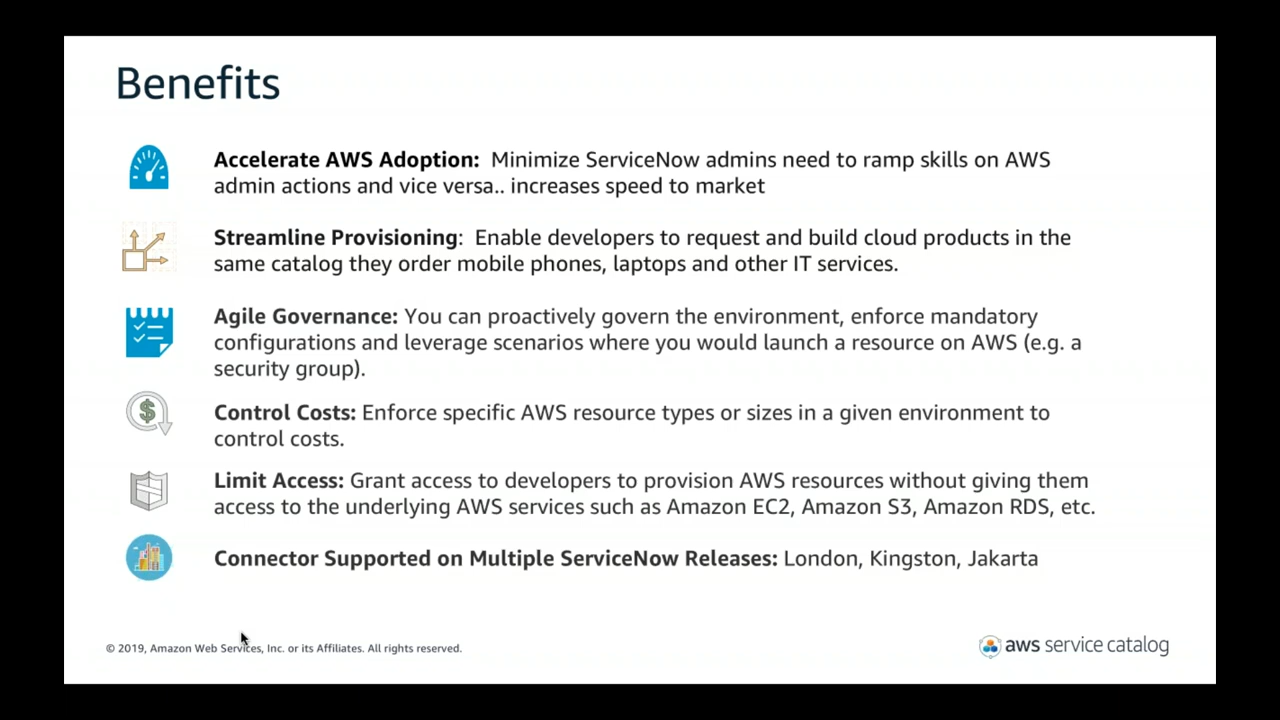 Benefits
Accelerate AWS Adoption:  Minimize ServiceNow admins need to ramp skills on AWS
admin actions and vice versa.. increases speed to market
Streamline Provisioning:  Enable developers to request and build cloud products in the
same catalog they order mobile phones, laptops and other IT services.
Agile Governance: You can proactively govern the environment, enforce mandatory
configurations and leverage scenarios where you would launch a resource on AWS (e.g. a
security group).
Control Costs: Enforce specific AWS resource types or sizes in a given environment to
control costs.
Limit Access: Grant access to developers to provision AWS resources without giving them
access to the underlying AWS services such as Amazon EC2, Amazon S3, Amazon RDS, etc.
Connector Supported on Multiple ServiceNow Releases: London, Kingston, Jakarta
© 2019, Amazon Web Services, Inc. or its Affiliates. All rights reserved.
aws service catalog